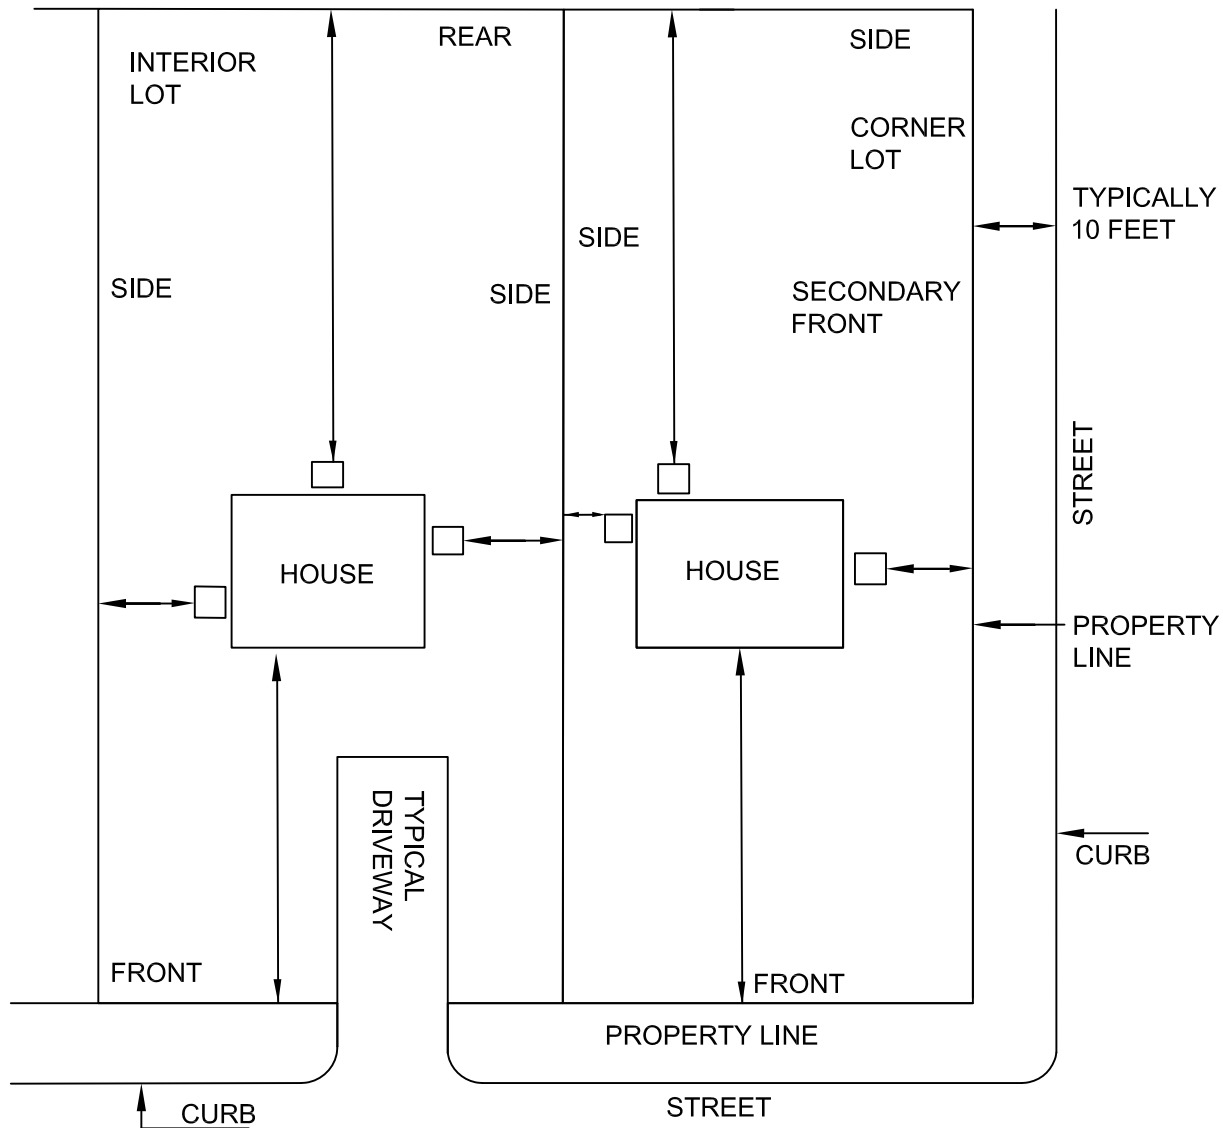 REAR
SIDE
INTERIOR
LOT
CORNER
LOT
TYPICALLY
10 FEET
SIDE
SIDE
SIDE
SECONDARY
FRONT
STREET
HOUSE
HOUSE
PROPERTY
LINE
TYPICAL
DRIVEWAY
CURB
FRONT
FRONT
PROPERTY LINE
CURB
STREET